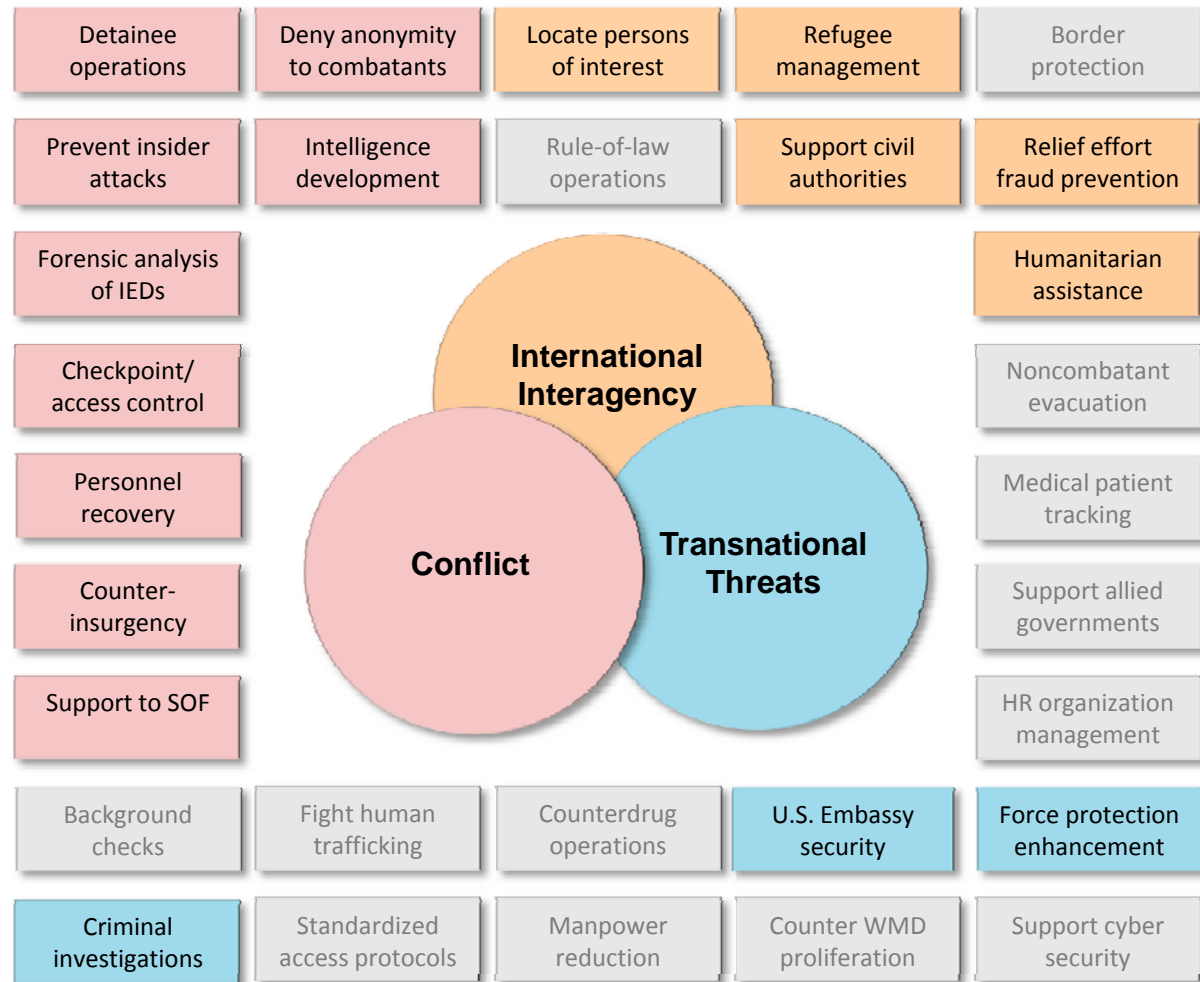 Detainee
operations
Deny anonymity
to combatants
Locate persons
of interest
Refugee
management
Border
protection
Prevent insider
attacks
Intelligence
development
Rule-of-law
operations
Support civil
authorities
Relief effort
fraud prevention
Forensic analysis
of IEDs
Humanitarian
assistance
International
Interagency
Checkpoint/
access control
Noncombatant
evacuation
Personnel
recovery
Medical patient
tracking
Conflict
Transnational
Threats
Counter-
insurgency
Support allied
governments
Support to SOF
HR organization
management
Background
checks
Fight human
trafficking
Counterdrug
operations
U.S. Embassy
security
Force protection
enhancement
Criminal
investigations
Standardized
access protocols
Manpower
reduction
Counter WMD
proliferation
Support cyber
security